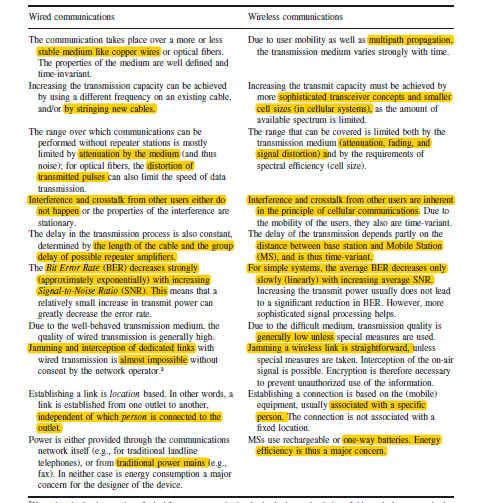 Wired communications
Wireless communications
The communication takes place over a more or less
stable medium like copper wires or optical fibers.
The properties of the medium are well defined and
time-invariant.
Due to user mobility as well as multipath propagation,
the transmission medium varies strongly with time.
Increasing the transmission capacity can be achieved
by using a different frequency on an existing cable,
and/or by stringing new cables.
Increasing the transmit capacity must be achieved by
more sophisticated transceiver concepts and smaller
cell sizes (in cellular systems), as the amount of
available spectrum is limited.
The range over which communications can be
performed without repeater stations is mostly
limited by attenuation by the medium (and thus
noise); for optical fibers, the distortion of
transmitted pulses can also limit the speed of data
transmission.
The range that can be covered is limited both by the
transmission medium (attenuation, fading, and
signal distortion) and by the requirements of
spectral efficiency (cell size).
Interference and crosstalk from other users either do
not happen or the properties of the interference are
stationary.
Interference and crosstalk from other users are inherent
in the principle of cellular communications. Due to
the mobility of the users, they also are time-variant.
The delay in the transmission process is also constant,
determined by the length of the cable and the group
delay of possible repeater amplifiers.
The delay of the transmission depends partly on the
distance between base station and Mobile Station
(MS), and is thus time-variant.
The Bit Error Rate (BER) decreases strongly
(approximately exponentially) with increasing
Signal-to-Noise Ratio (SNR). This means that a
relatively small increase in transmit power can
greatly decrease the error rate.
For simple systems, the average BER decreases only
slowly (linearly) with increasing average SNR.
Increasing the transmit power usually does not lead
to a significant reduction in BER. However, more
sophisticated signal processing helps.
Due to the well-behaved transmission medium, the
quality of wired transmission is generally high.
Due to the difficult medium, transmission quality is
generally low unless special measures are used.
Jamming and interception of dedicated links with
wired transmission is almost impossible without
consent by the network operator.a
Jamming a wireless link is straightforward, unless
special measures are taken. Interception of the on-air
signal is possible. Encryption is therefore necessary
to prevent unauthorized use of the information.
Establishing a link is location based. In other words, a
link is established from one outlet to another,
independent of which person is connected to the
outlet.
Establishing a connection is based on the (mobile)
equipment, usually associated with a specific
person. The connection is not associated with a
fixed location.
Power is either provided through the communications
network itself (e.g., for traditional landline
telephones), or from traditional power mains (e.g.,
fax). In neither case is energy consumption a major
concern for the designer of the device.
MSs use rechargeable or one-way batteries. Energy
efficiency is thus a major concern.